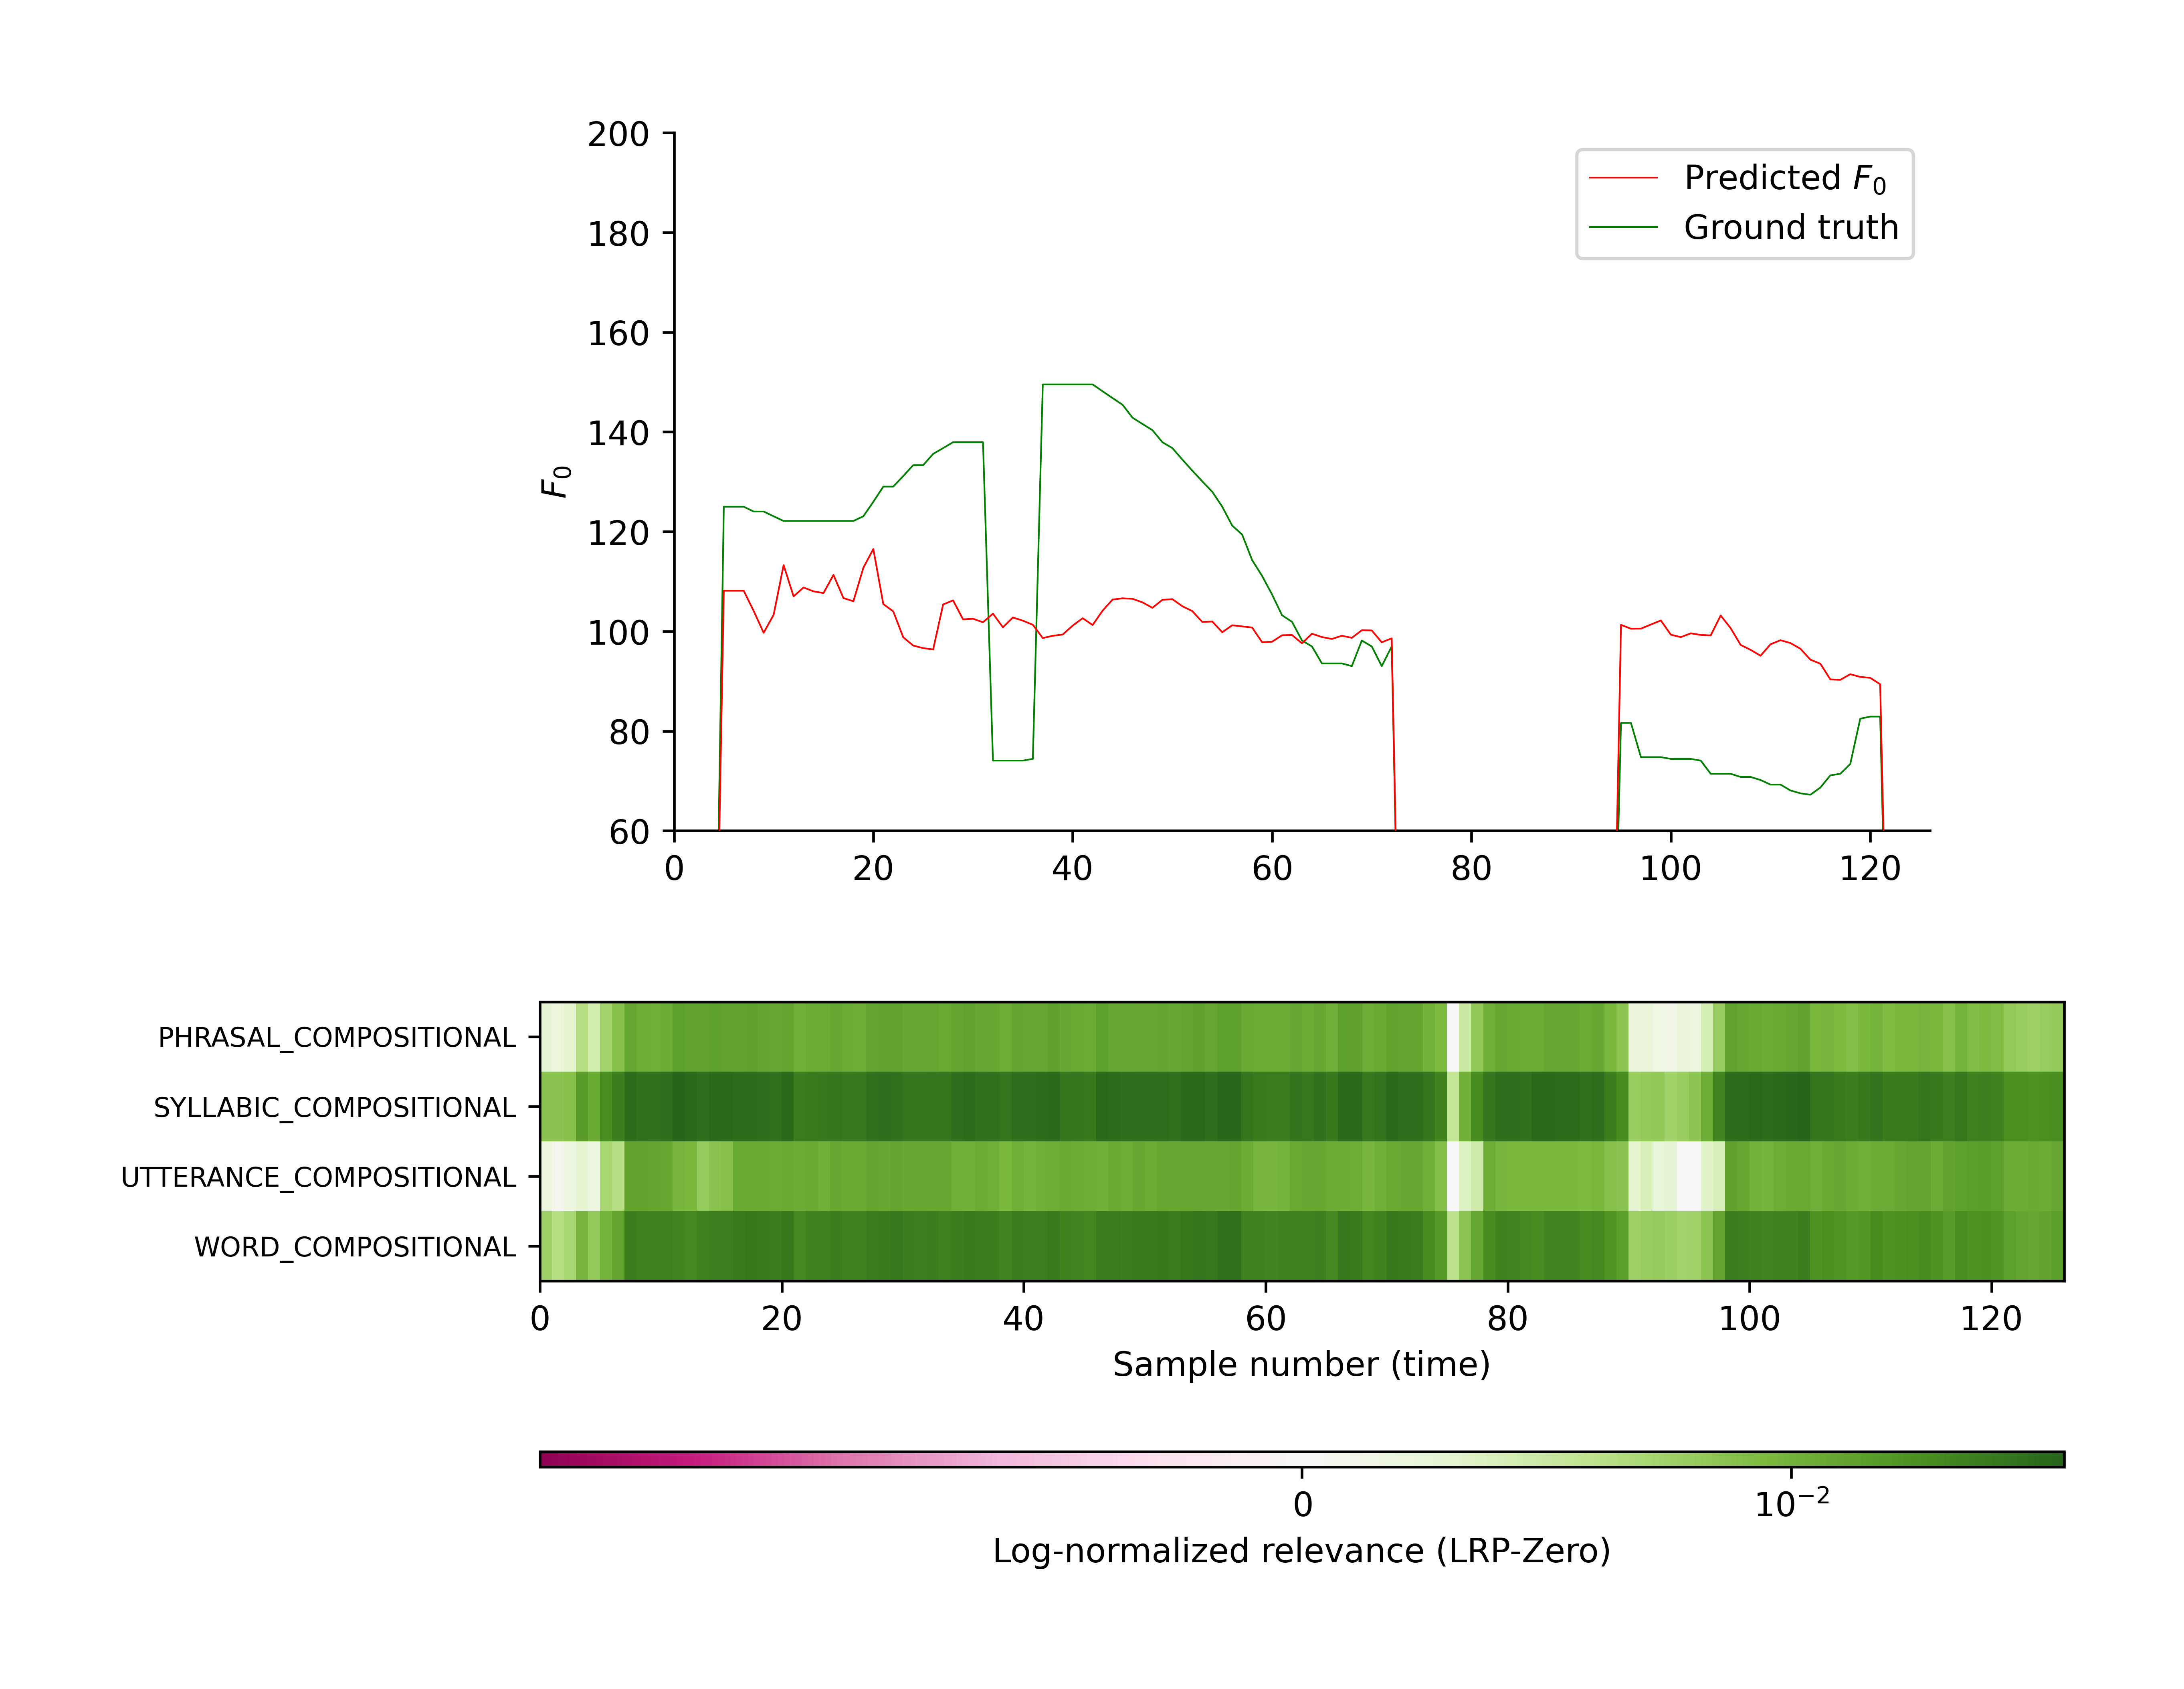 200
180
160
140
120
100
80
60
F₀
Predicted F₀
Ground truth
0 20 40 60 80 100 120
PHRASAL_COMPOSITIONAL
SYLLABIC_COMPOSITIONAL
UTTERANCE_COMPOSITIONAL
WORD_COMPOSITIONAL
0 20 40 60 80 100 120
Sample number (time)
0 10⁻²
Log-normalized relevance (LRP-Zero)